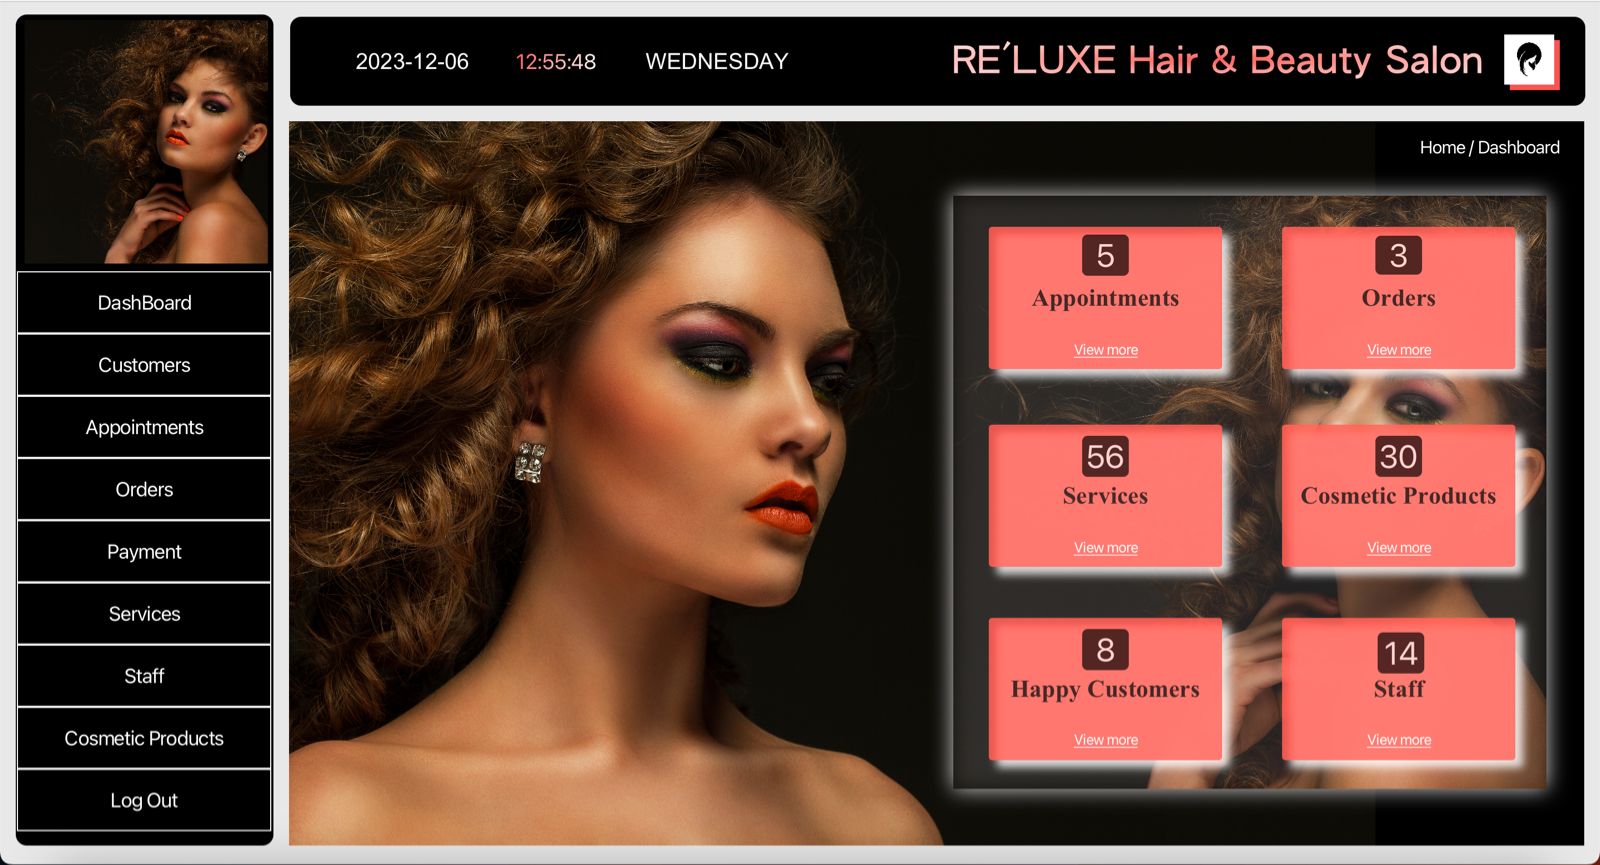 2023-12-06 12:55:48 WEDNESDAY RE´LUXE Hair & Beauty Salon
Home / Dashboard
DashBoard
Customers
Appointments
Orders
Payment
Services
Staff
Cosmetic Products
Log Out
5
Appointments
View more
3
Orders
View more
56
Services
View more
30
Cosmetic Products
View more
8
Happy Customers
View more
14
Staff
View more